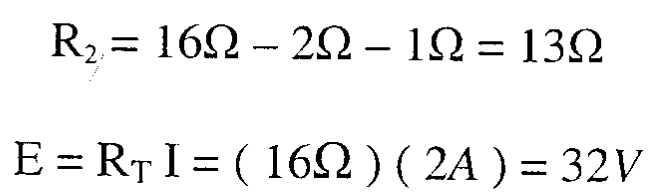 R₂ = 16Ω – 2Ω – 1Ω = 13Ω
E = R_T I = ( 16Ω ) ( 2A ) = 32V